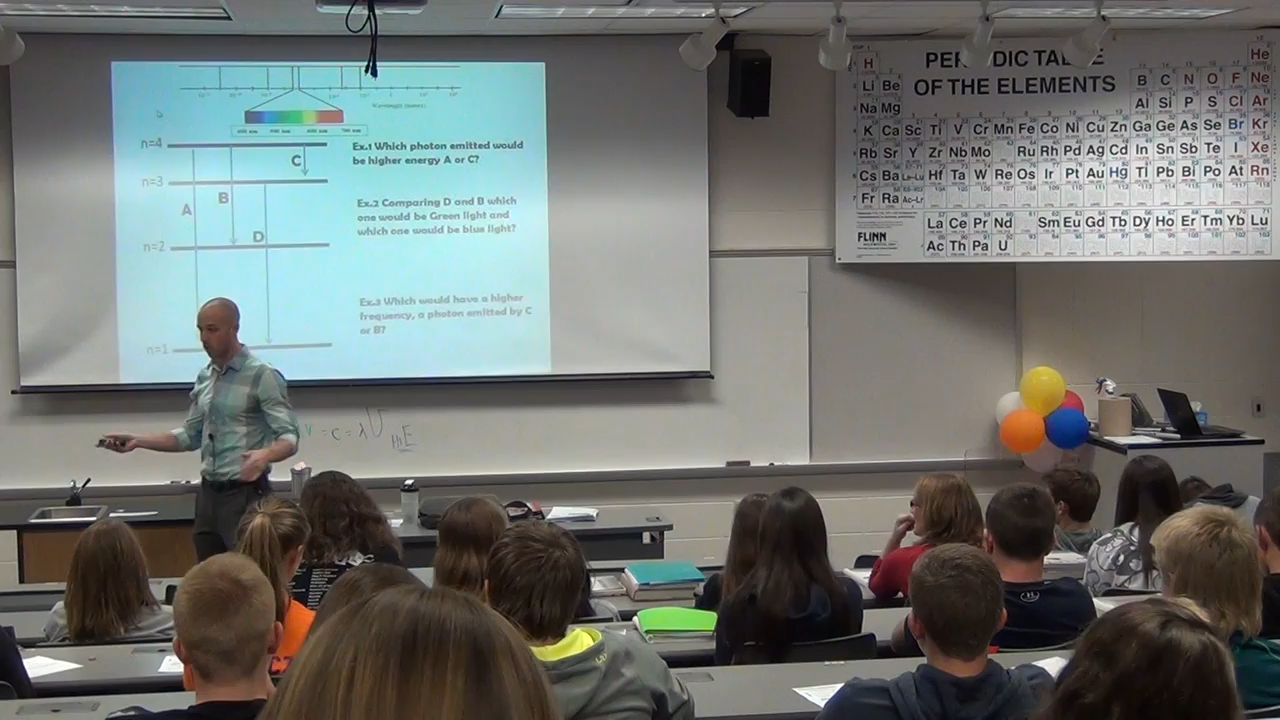 Wavelength (meters)
n=4
n=3
n=2
n=1
A
B
C
D
Ex.1 Which photon emitted would
be higher energy A or C?
Ex.2 Comparing D and B which
one would be Green light and
which one would be blue light?
Ex.3 Which would have a higher
frequency, a photon emitted by C
or B?
= c = λ
PERIODIC TABLE
OF THE ELEMENTS
H He
Li Be B C N O F Ne
Na Mg Al Si P S Cl Ar
K Ca Sc Ti V Cr Mn Fe Co Ni Cu Zn Ga Ge As Se Br Kr
Rb Sr Y Zr Nb Mo Ru Rh Pd Ag Cd In Sn Sb Te I Xe
Cs Ba La-Lu Hf Ta W Re Os Ir Pt Au Hg Tl Pb Bi Po At Rn
Fr Ra Ac-Lr
La Ce Pr Nd Sm Eu Gd Tb Dy Ho Er Tm Yb Lu
Ac Th Pa U
FLINN